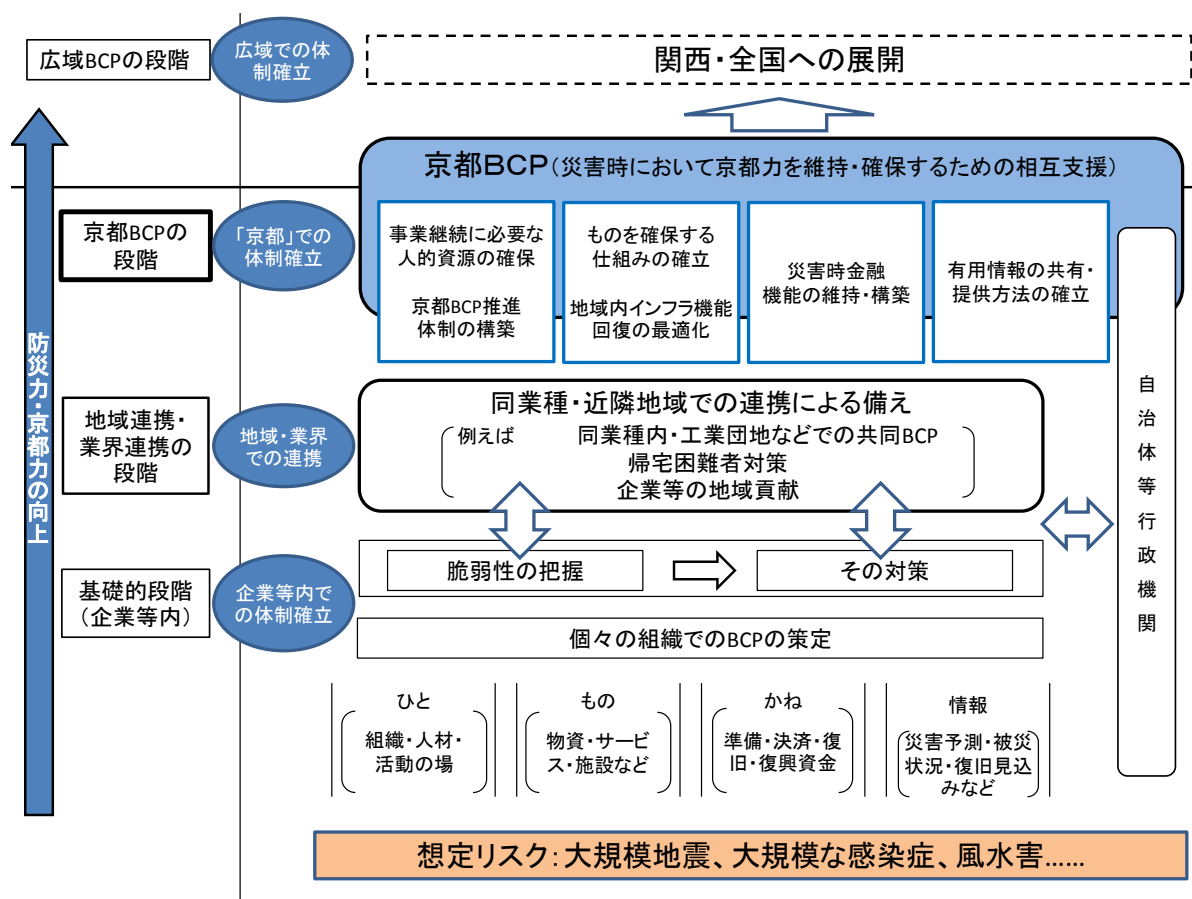 広域BCPの段階
広域での体
制確立
関西・全国への展開
京都BCP(災害時において京都力を維持・確保するための相互支援)
京都BCPの
段階
「京都」での
体制確立
事業継続に必要な
人的資源の確保
京都BCP推進
体制の構築
ものを確保する
仕組みの確立
地域内インフラ機能
回復の最適化
災害時金融
機能の維持・構築
有用情報の共有・
提供方法の確立
防災力・京都力の向上
地域連携・
業界連携の
段階
地域・業界
での連携
同業種・近隣地域での連携による備え
例えば 同業種内・工業団地などでの共同BCP
帰宅困難者対策
企業等の地域貢献
自治体等行政機関
基礎的段階
(企業等内)
企業等内で
の体制確立
脆弱性の把握
その対策
個々の組織でのBCPの策定
ひと
組織・人材・
活動の場
もの
物資・サービ
ス・施設など
かね
準備・決済・復
旧・復興資金
情報
災害予測・被災
状況・復旧見込
みなど
想定リスク:大規模地震、大規模な感染症、風水害……